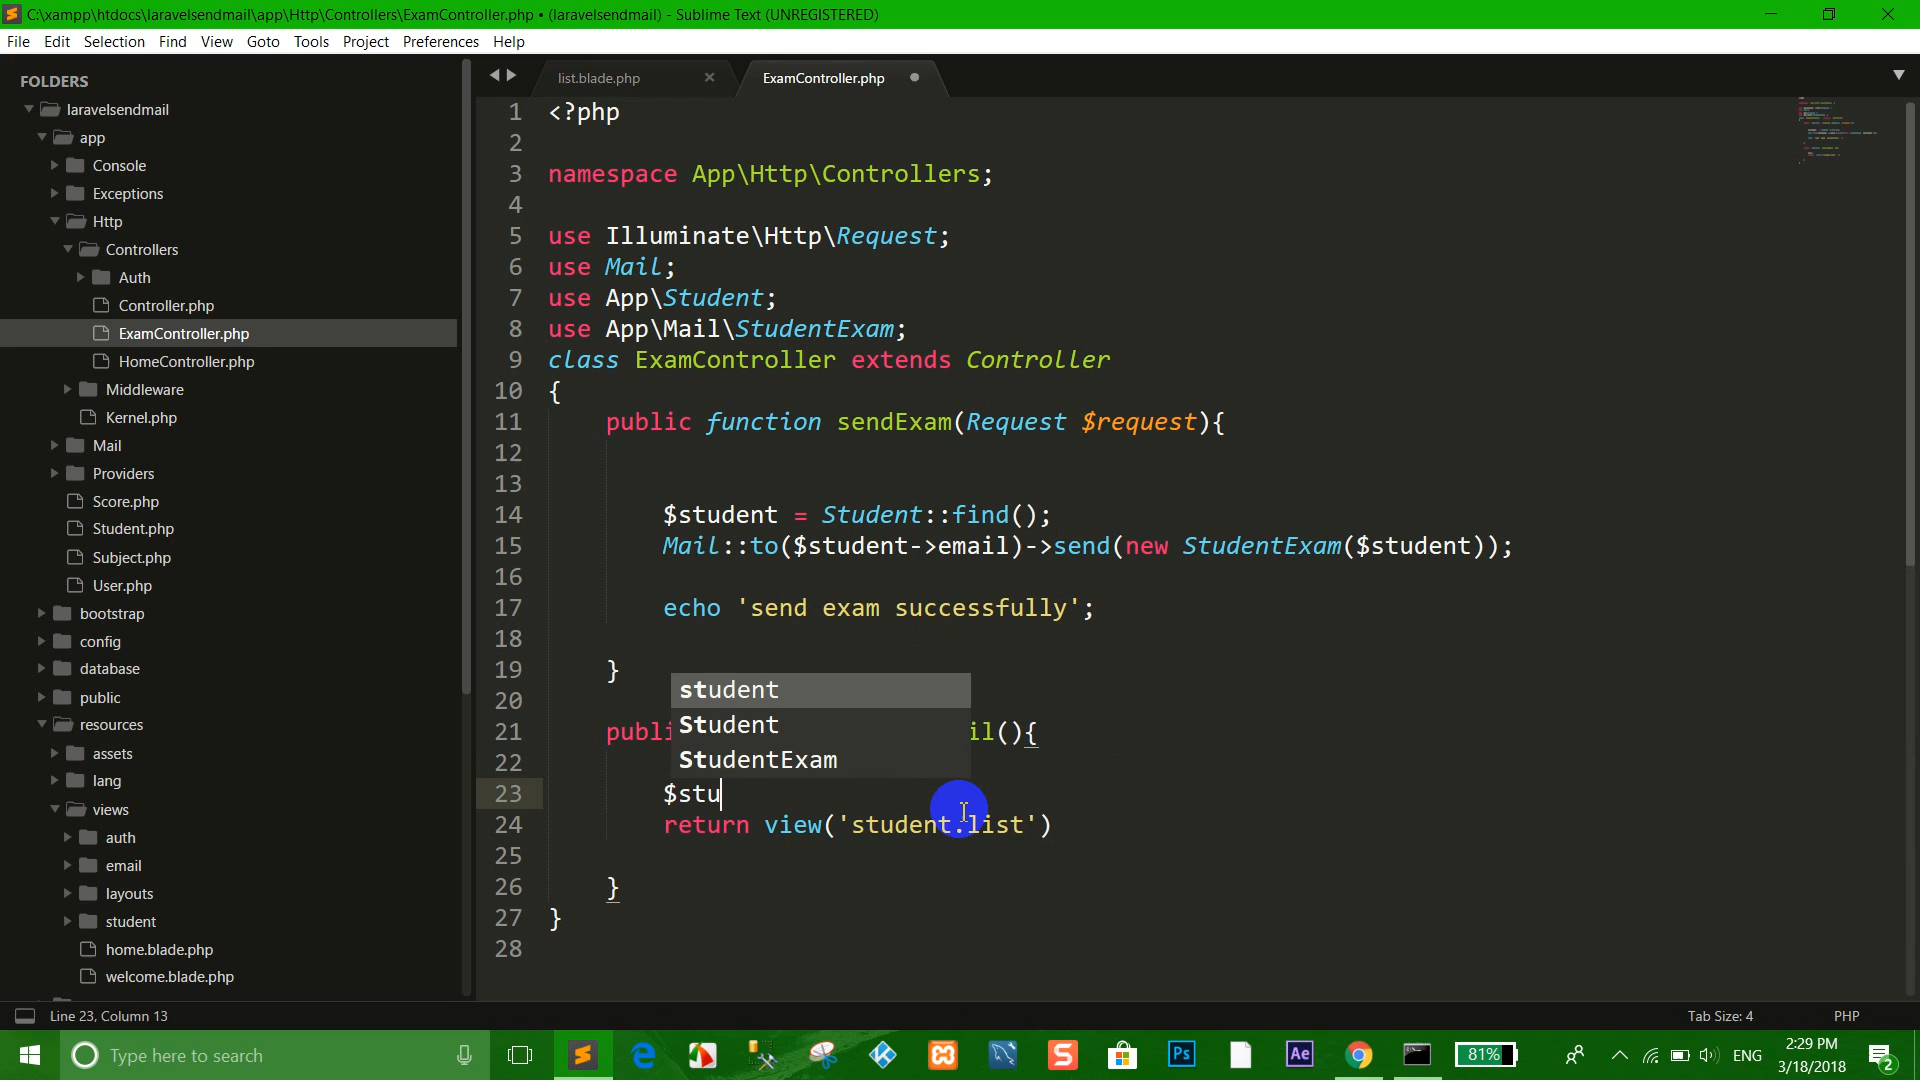 C:\xampp\htdocs\laravelsendmail\app\Http\Controllers\ExamController.php • (laravelsendmail) - Sublime Text (UNREGISTERED)
File Edit Selection Find View Goto Tools Project Preferences Help
FOLDERS
laravelsendmail
app
Console
Exceptions
Http
Controllers
Auth
Controller.php
ExamController.php
HomeController.php
Middleware
Kernel.php
Mail
Providers
Score.php
Student.php
Subject.php
User.php
bootstrap
config
database
public
resources
assets
lang
views
auth
email
layouts
student
home.blade.php
welcome.blade.php
list.blade.php
ExamController.php
1 <?php
2
3 namespace App\Http\Controllers;
4
5 use Illuminate\Http\Request;
6 use Mail;
7 use App\Student;
8 use App\Mail\StudentExam;
9 class ExamController extends Controller
10 {
11 public function sendExam(Request $request){
12
13
14 $student = Student::find();
15 Mail::to($student->email)->send(new StudentExam($student));
16
17 echo 'send exam successfully';
18
19 }
20
21 publi il(){
22
23 $stu
24 return view('student.list')
25
26 }
27 }
28
student
Student
StudentExam
Line 23, Column 13
Tab Size: 4
PHP
Type here to search
Ps
Ae
81%
ENG
2:29 PM
3/18/2018
2